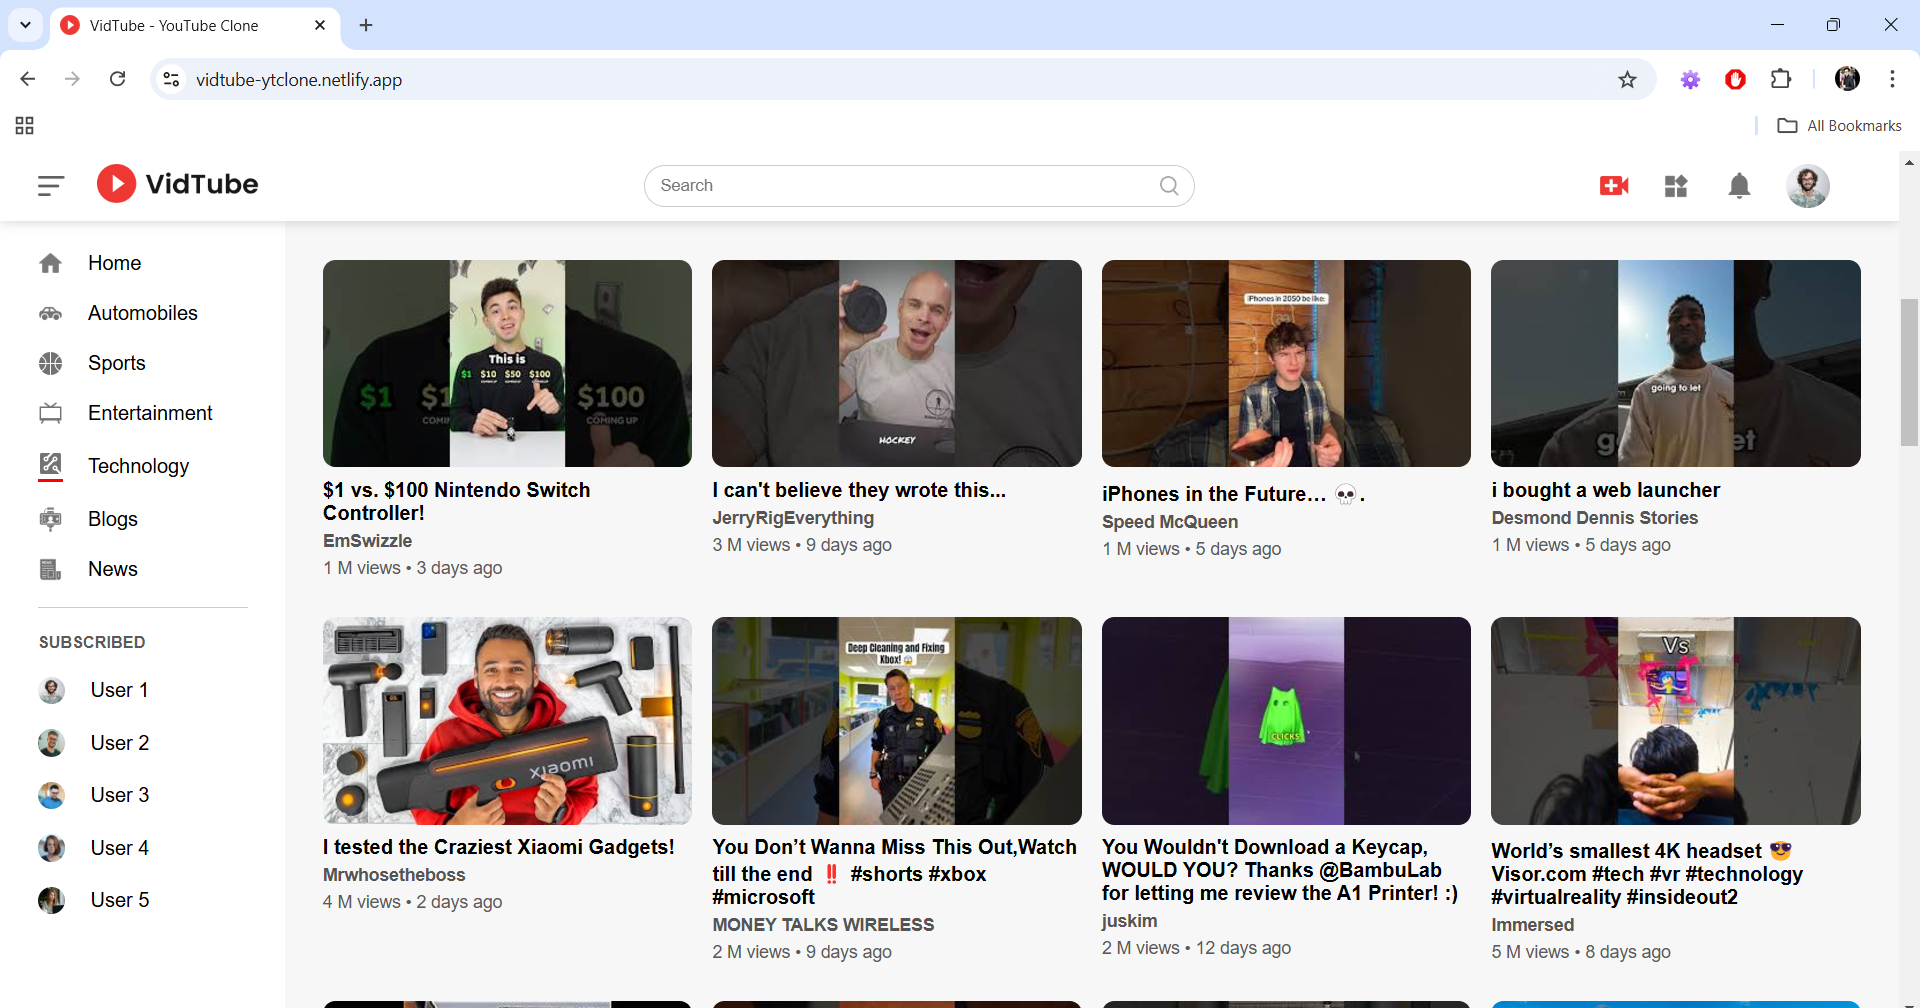 VidTube - YouTube Clone
vidtube-ytclone.netlify.app
All Bookmarks
VidTube
Search
Home
Automobiles
Sports
Entertainment
Technology
Blogs
News
SUBSCRIBED
User 1
User 2
User 3
User 4
User 5
This is
$1 $10 $50 $100
COMING UP COMING UP COMING UP
$1 $1 $100
COMING UP
$1 vs. $100 Nintendo Switch
Controller!
EmSwizzle
1 M views • 3 days ago
HOCKEY
I can't believe they wrote this...
JerryRigEverything
3 M views • 9 days ago
iPhones in 2050 be like:
iPhones in the Future… 💀.
Speed McQueen
1 M views • 5 days ago
going to let
g et
i bought a web launcher
Desmond Dennis Stories
1 M views • 5 days ago
xiaomi
I tested the Craziest Xiaomi Gadgets!
Mrwhosetheboss
4 M views • 2 days ago
Deep Cleaning and Fixing
Xbox! 😱
You Don’t Wanna Miss This Out,Watch
till the end ‼️ #shorts #xbox
#microsoft
MONEY TALKS WIRELESS
2 M views • 9 days ago
CLICKS
You Wouldn't Download a Keycap,
WOULD YOU? Thanks @BambuLab
for letting me review the A1 Printer! :)
juskim
2 M views • 12 days ago
Vs
World’s smallest 4K headset 😎
Visor.com #tech #vr #technology
#virtualreality #insideout2
Immersed
5 M views • 8 days ago